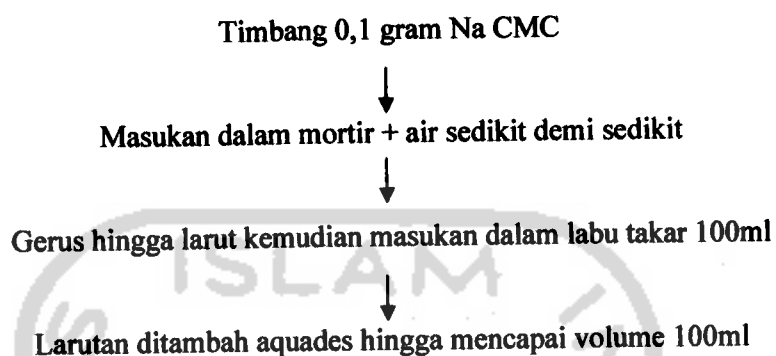 Timbang 0,1 gram Na CMC
Masukan dalam mortir + air sedikit demi sedikit
Gerus hingga larut kemudian masukan dalam labu takar 100ml
ISLAM
Larutan ditambah aquades hingga mencapai volume 100ml